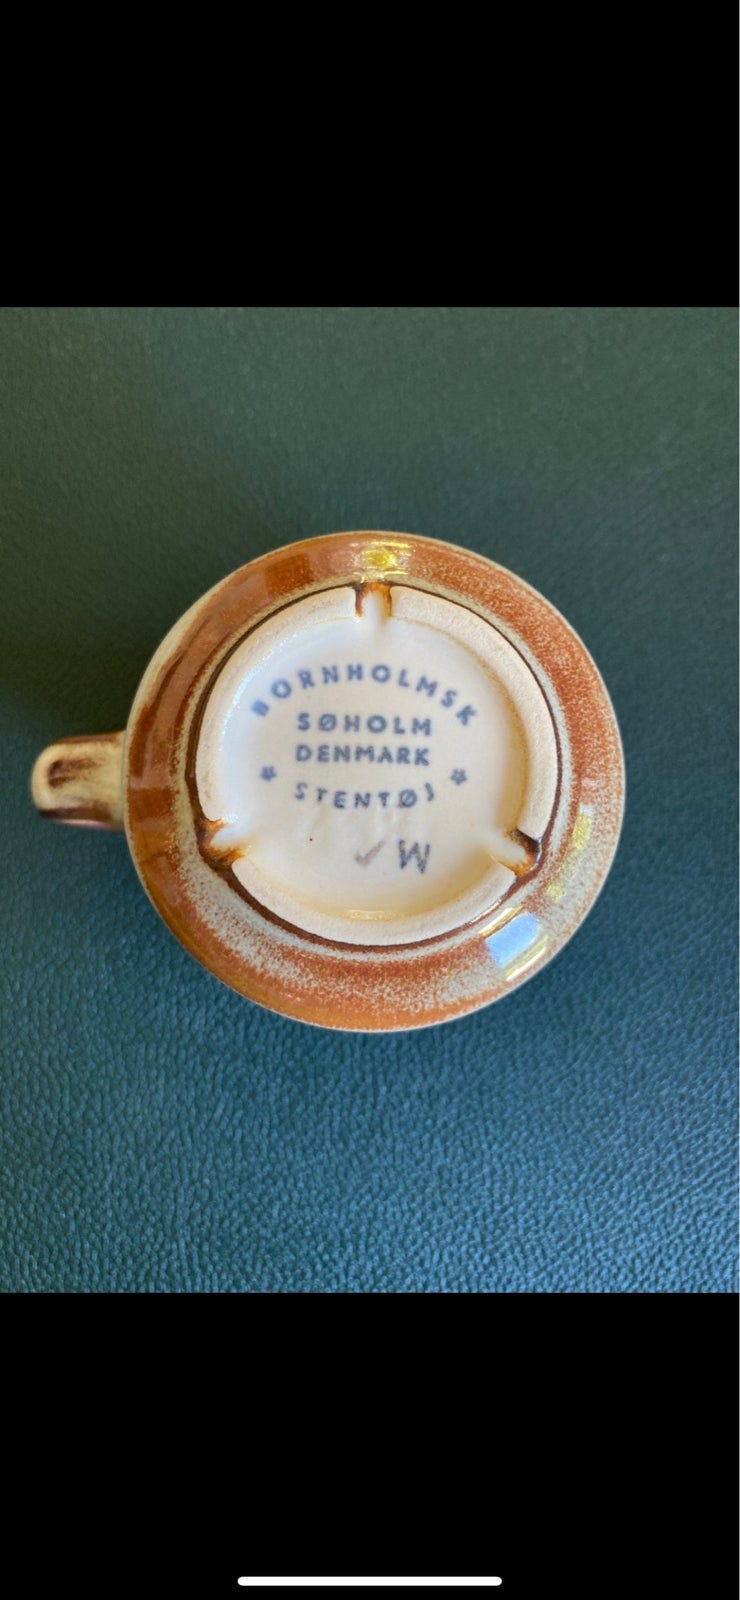 BORNHOLMSK
SØHOLM
DENMARK
STENTØJ
✓ W